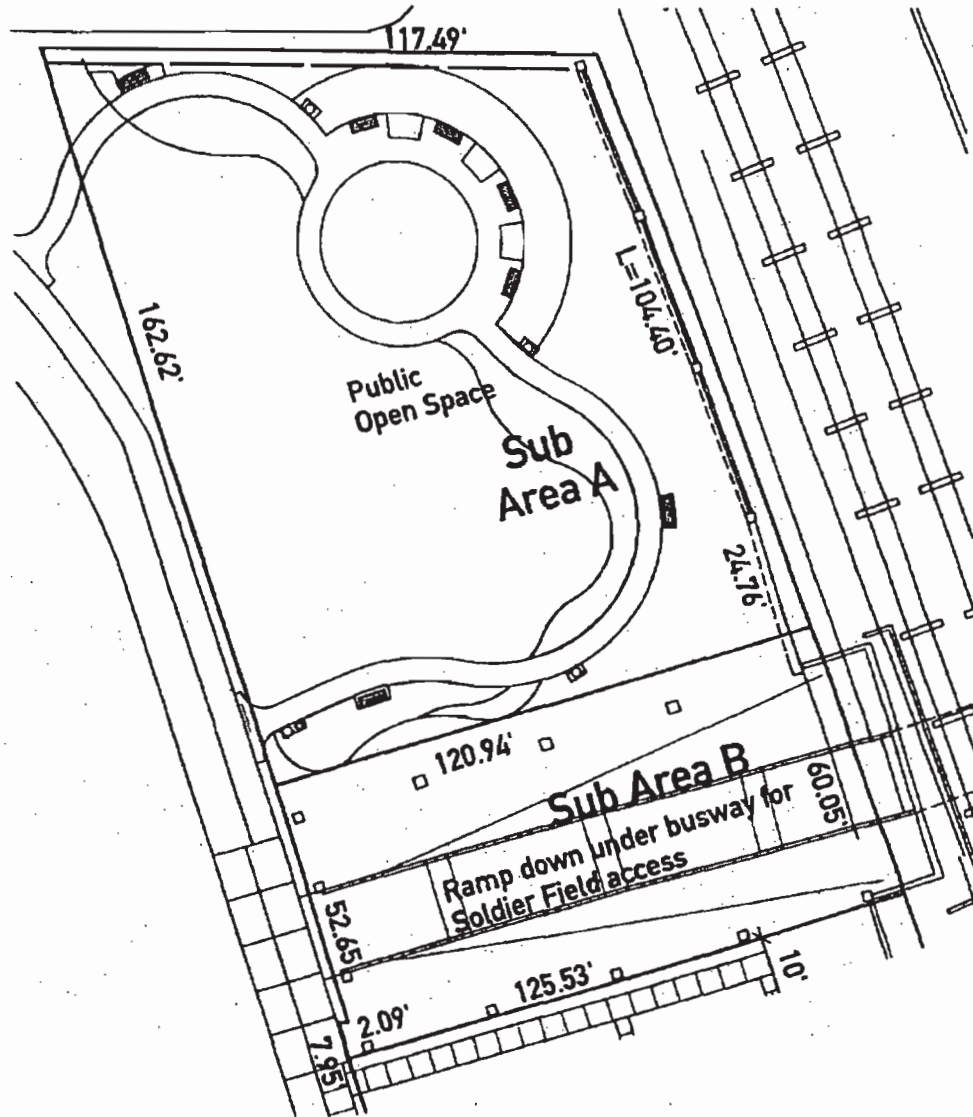 117.49'
L=104.40'
162.62'
Public
Open Space
Sub
Area A
24.76'
120.94'
Sub Area B
60.05'
Ramp down under busway for
Soldier Field access
52.65'
125.53'
10'
2.09'
7.95'